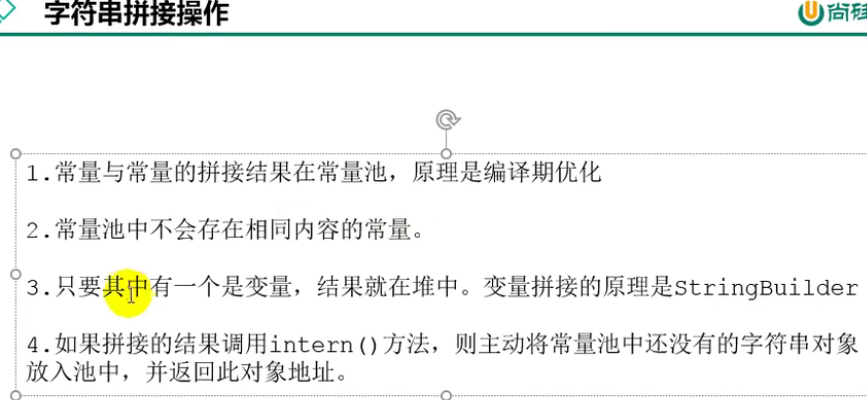 字符串拼接操作
尚硅
1.常量与常量的拼接结果在常量池，原理是编译期优化
2.常量池中不会存在相同内容的常量。
3.只要其中有一个是变量，结果就在堆中。变量拼接的原理是StringBuilder
4.如果拼接的结果调用intern()方法，则主动将常量池中还没有的字符串对象
放入池中，并返回此对象地址。